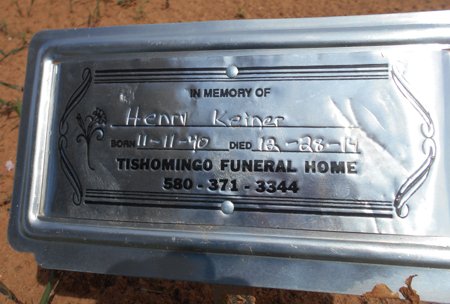 IN MEMORY OF
Henry Keiner
BORN 11-11-40 DIED 12-28-14
TISHOMINGO FUNERAL HOME
580-371-3344